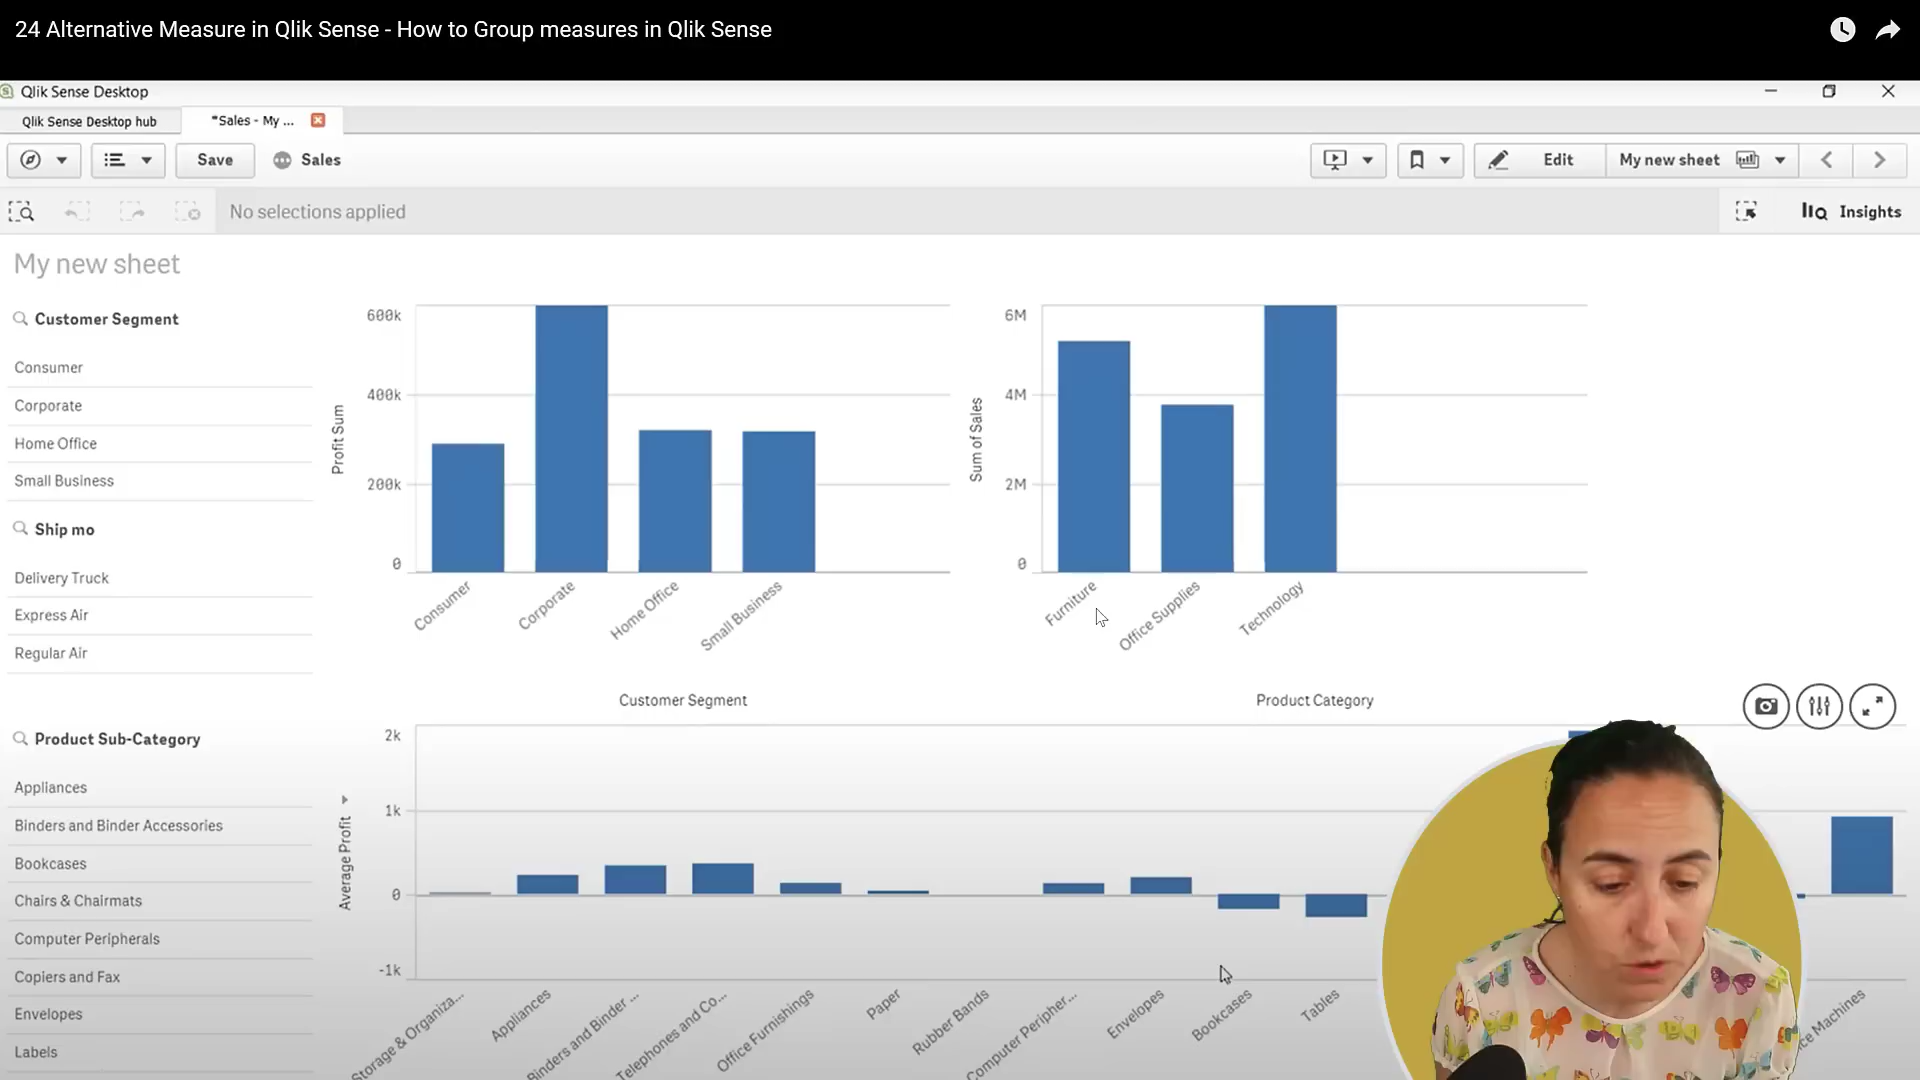 24 Alternative Measure in Qlik Sense - How to Group measures in Qlik Sense
Qlik Sense Desktop
Qlik Sense Desktop hub
*Sales - My ...
Save
Sales
Edit
My new sheet
No selections applied
Insights
My new sheet
Customer Segment
Consumer
Corporate
Home Office
Small Business
Ship mo
Delivery Truck
Express Air
Regular Air
Product Sub-Category
Appliances
Binders and Binder Accessories
Bookcases
Chairs & Chairmats
Computer Peripherals
Copiers and Fax
Envelopes
Labels
Profit Sum
600k
400k
200k
0
Consumer
Corporate
Home Office
Small Business
Customer Segment
Sum of Sales
6M
4M
2M
0
Furniture
Office Supplies
Technology
Product Category
Average Profit
2k
1k
0
-1k
Storage & Organiza...
Appliances
Binders and Binder ...
Telephones and Co...
Office Furnishings
Paper
Rubber Bands
Computer Peripher...
Envelopes
Bookcases
Tables
ce Machines